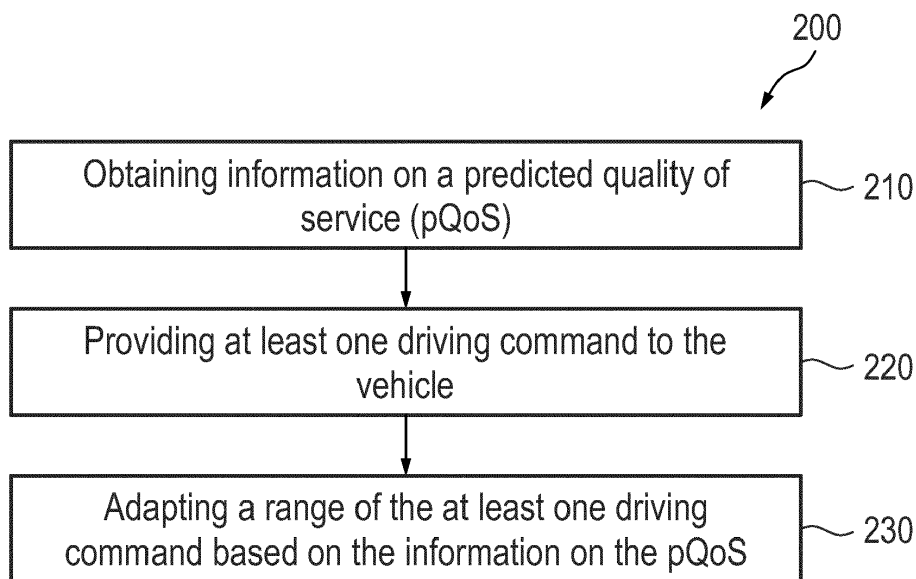 200
Obtaining information on a predicted quality of
service (pQoS)
210
Providing at least one driving command to the
vehicle
220
Adapting a range of the at least one driving
command based on the information on the pQoS
230